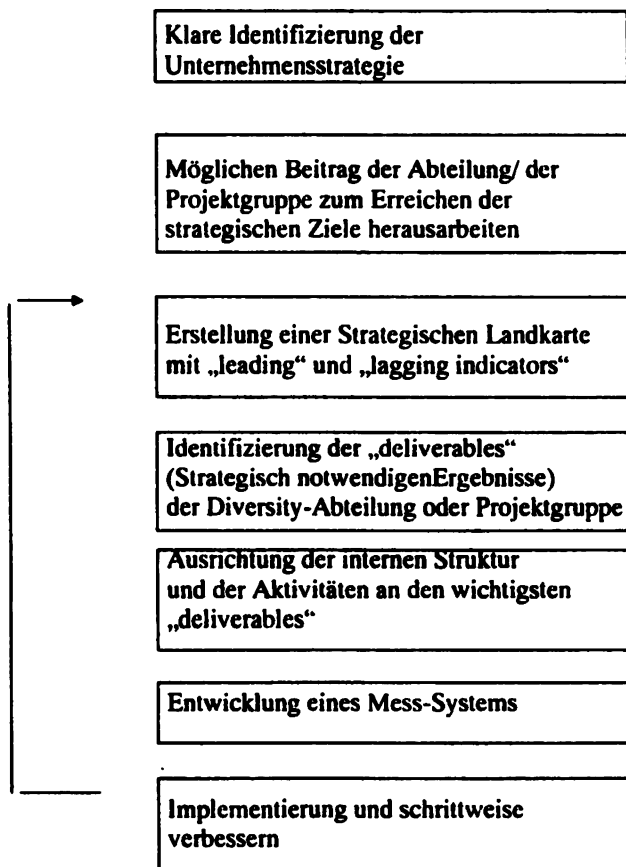 Klare Identifizierung der
Unternehmensstrategie
Möglichen Beitrag der Abteilung/ der
Projektgruppe zum Erreichen der
strategischen Ziele herausarbeiten
Erstellung einer Strategischen Landkarte
mit „leading“ und „lagging indicators“
Identifizierung der „deliverables“
(Strategisch notwendigenErgebnisse)
der Diversity-Abteilung oder Projektgruppe
Ausrichtung der internen Struktur
und der Aktivitäten an den wichtigsten
„deliverables“
Entwicklung eines Mess-Systems
Implementierung und schrittweise
verbessern